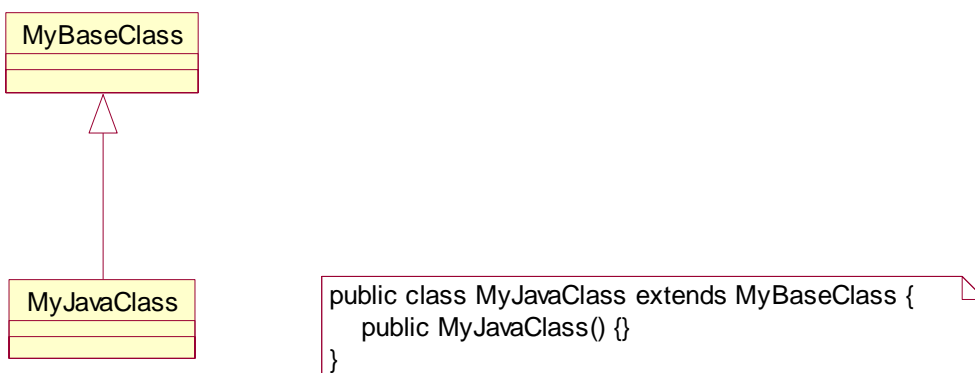 MyBaseClass
MyJavaClass
public class MyJavaClass extends MyBaseClass {
public MyJavaClass() {}
}